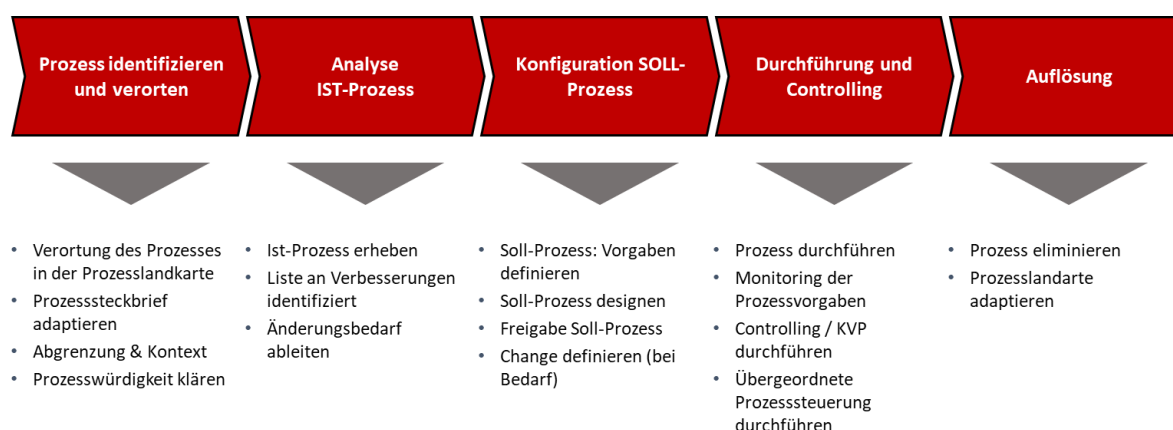 Prozess identifizieren
und verorten
Analyse
IST-Prozess
Konfiguration SOLL-
Prozess
Durchführung und
Controlling
Auflösung
• Verortung des Prozesses
in der Prozesslandkarte
• Prozesssteckbrief
adaptieren
• Abgrenzung & Kontext
• Prozesswürdigkeit klären
• Ist-Prozess erheben
• Liste an Verbesserungen
identifiziert
• Änderungsbedarf
ableiten
• Soll-Prozess: Vorgaben
definieren
• Soll-Prozess designen
• Freigabe Soll-Prozess
• Change definieren (bei
Bedarf)
• Prozess durchführen
• Monitoring der
Prozessvorgaben
• Controlling / KVP
durchführen
• Übergeordnete
Prozesssteuerung
durchführen
• Prozess eliminieren
• Prozesslandarte
adaptieren